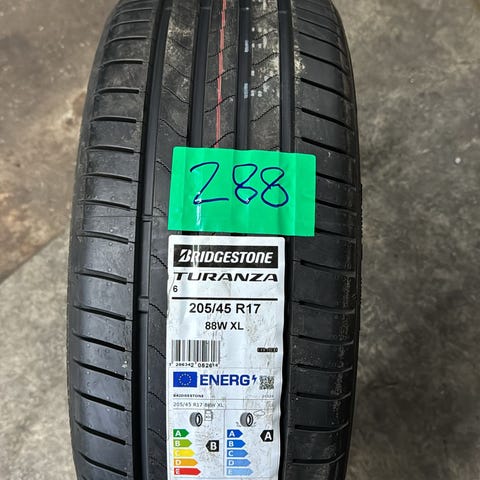 288
BRIDGESTONE
TURANZA
6
205/45 R17
88W XL
ENERG
BRIDGESTONE
205/45 R17 88W XL
A A
B B A
C C
D D
E E